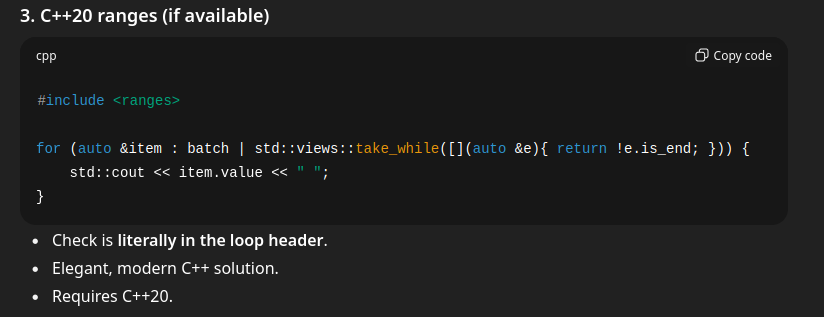 3. C++20 ranges (if available)
cpp
Copy code
#include <ranges>
for (auto &item : batch | std::views::take_while([](auto &e){ return !e.is_end; })) {
    std::cout << item.value << " ";
}
• Check is literally in the loop header.
• Elegant, modern C++ solution.
• Requires C++20.